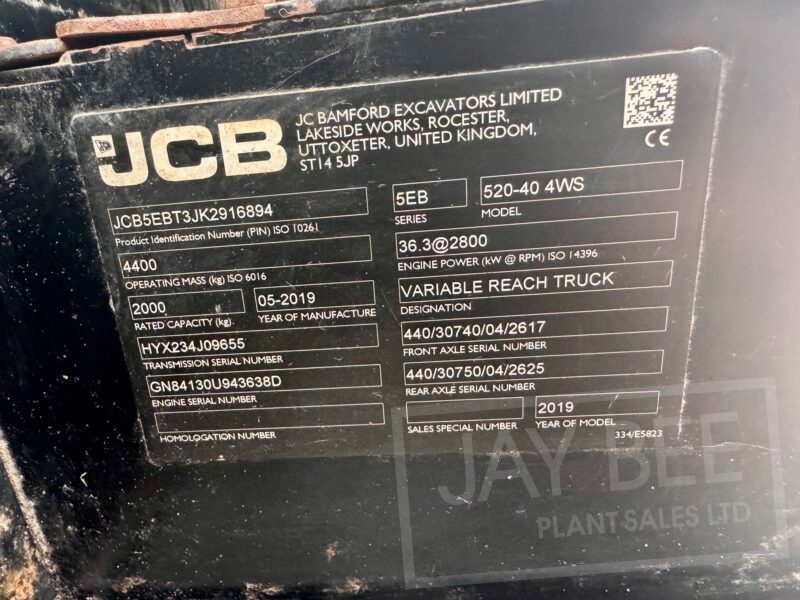 JCB
JC BAMFORD EXCAVATORS LIMITED
LAKESIDE WORKS, ROCESTER,
UTTOXETER, UNITED KINGDOM,
ST14 5JP
CE
JCB5EBT3JK2916894
Product Identification Number (PIN) ISO 10261
5EB
SERIES
520-40 4WS
MODEL
4400
OPERATING MASS (kg) ISO 6016
36.3@2800
ENGINE POWER (kW @ RPM) ISO 14396
2000
RATED CAPACITY (kg).
05-2019
YEAR OF MANUFACTURE
VARIABLE REACH TRUCK
DESIGNATION
HYX234J09655
TRANSMISSION SERIAL NUMBER
440/30740/04/2617
FRONT AXLE SERIAL NUMBER
GN84130U943638D
ENGINE SERIAL NUMBER
440/30750/04/2625
REAR AXLE SERIAL NUMBER
HOMOLOGATION NUMBER
SALES SPECIAL NUMBER
2019
YEAR OF MODEL
334/E5823
JAY BEE
PLANT SALES LTD